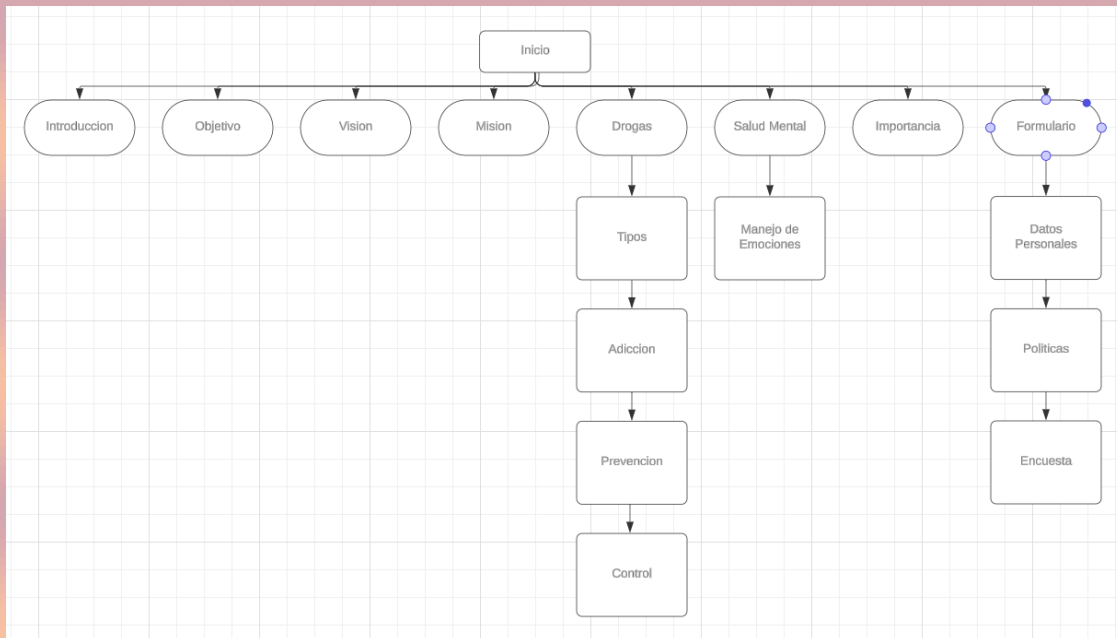 Inicio
Introduccion
Objetivo
Vision
Mision
Drogas
Salud Mental
Importancia
Formulario
Tipos
Manejo de
Emociones
Datos
Personales
Adiccion
Politicas
Prevencion
Encuesta
Control